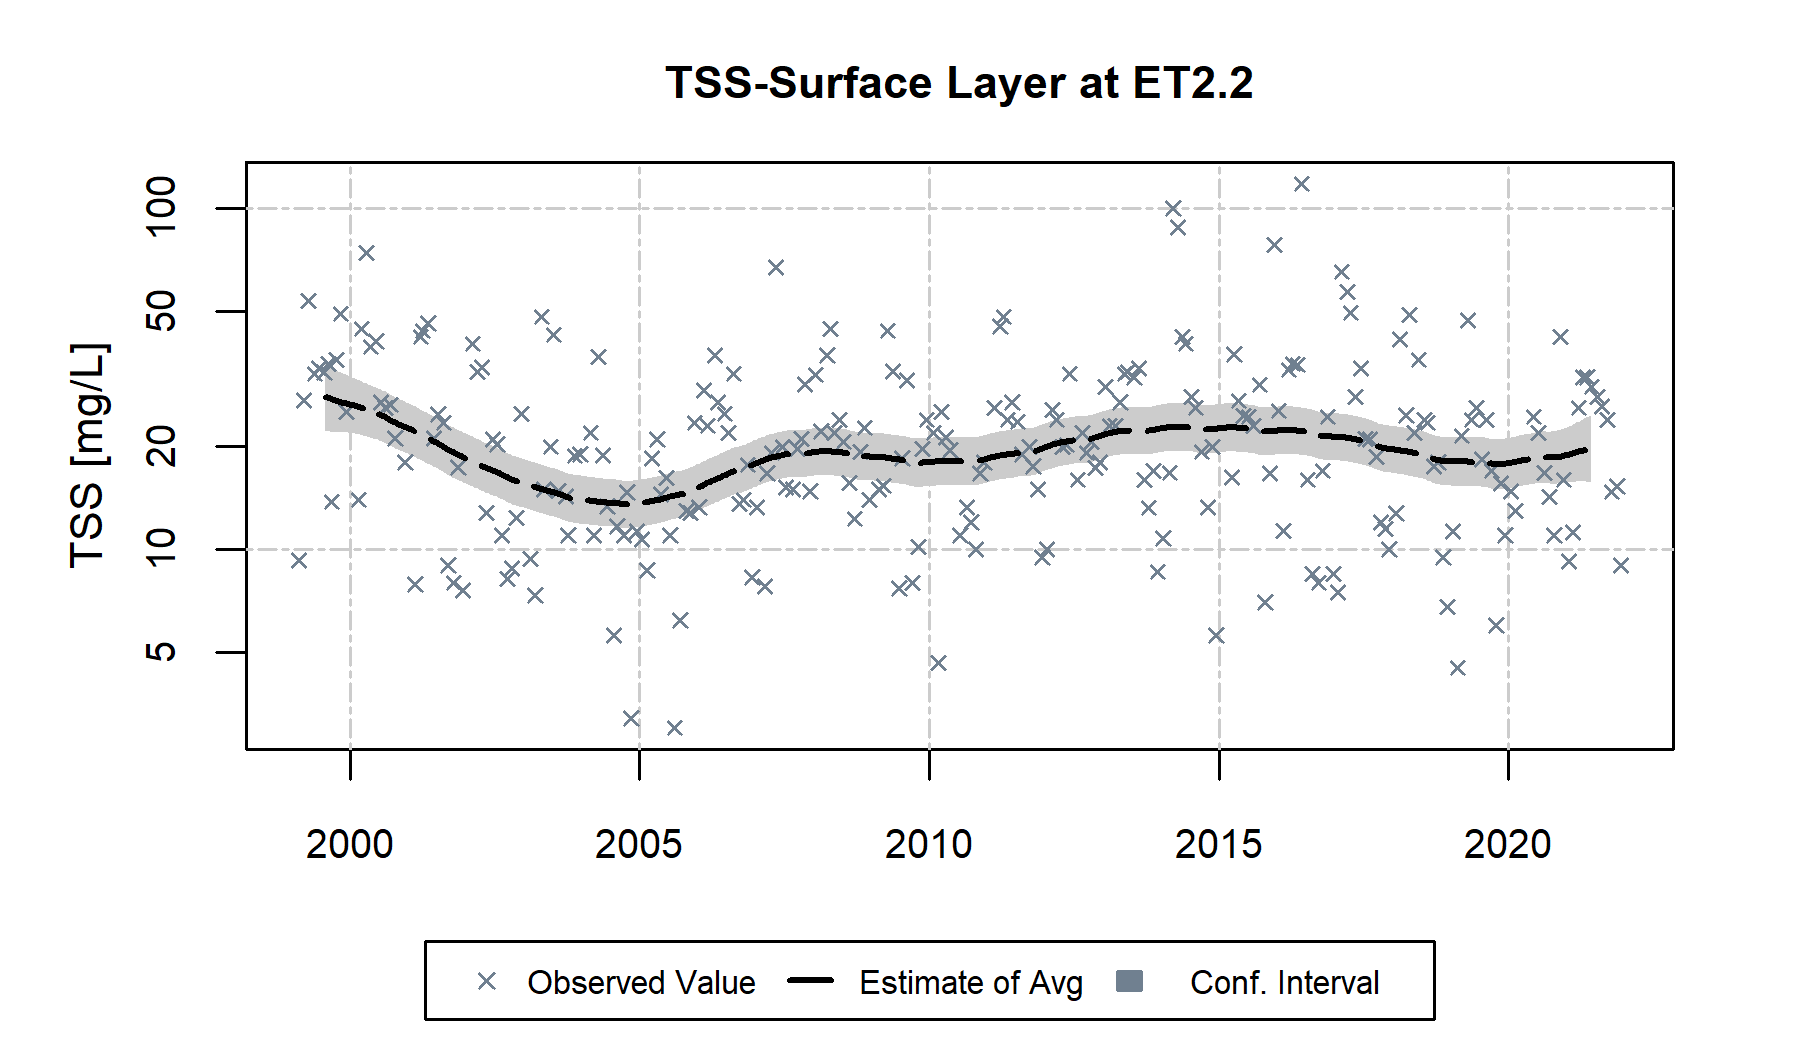 TSS-Surface Layer at ET2.2
TSS [mg/L]
100
50
20
10
5
2000 2005 2010 2015 2020
Observed Value Estimate of Avg Conf. Interval